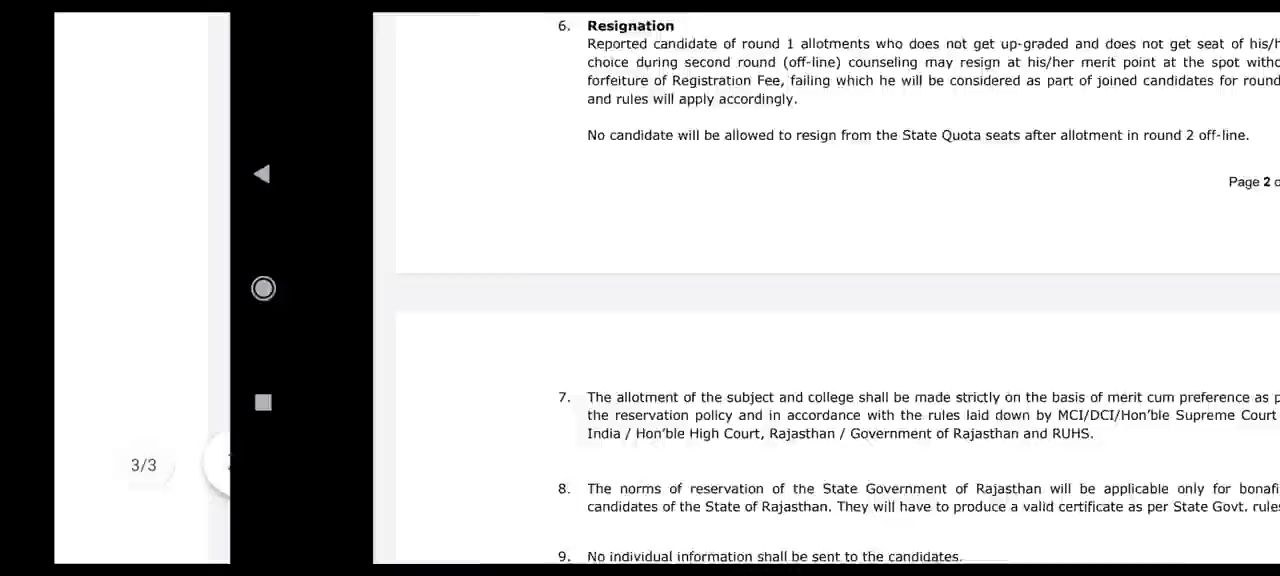 6. Resignation
Reported candidate of round 1 allotments who does not get up-graded and does not get seat of his/h
choice during second round (off-line) counseling may resign at his/her merit point at the spot witho
forfeiture of Registration Fee, failing which he will be considered as part of joined candidates for round
and rules will apply accordingly.
No candidate will be allowed to resign from the State Quota seats after allotment in round 2 off-line.
Page 2 o
7. The allotment of the subject and college shall be made strictly on the basis of merit cum preference as p
the reservation policy and in accordance with the rules laid down by MCI/DCI/Hon'ble Supreme Court
India / Hon'ble High Court, Rajasthan / Government of Rajasthan and RUHS.
3/3
8. The norms of reservation of the State Government of Rajasthan will be applicable only for bonafi
candidates of the State of Rajasthan. They will have to produce a valid certificate as per State Govt. rules
9. No individual information shall be sent to the candidates.